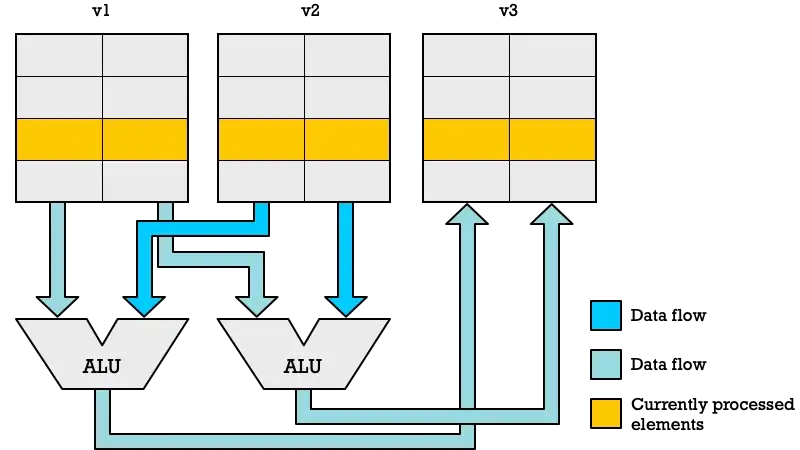 v1
v2
v3
ALU
ALU
Data flow
Data flow
Currently processed
elements